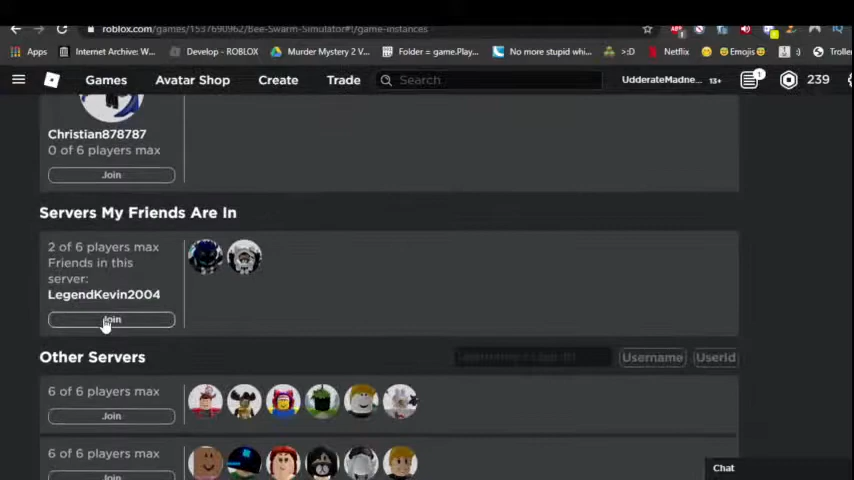 roblox.com/games/1537690962/Bee-Swarm-Simulator#!/game-instances
Apps Internet Archive: W... Develop - ROBLOX Murder Mystery 2 V... Folder = game.Play... No more stupid whi... >:D Netflix 😀Emojis😀 :) Troller
Games Avatar Shop Create Trade Search UdderateMadne... 13+ 1 239
Christian878787
0 of 6 players max
Join
Servers My Friends Are In
2 of 6 players max
Friends in this
server:
LegendKevin2004
Join
Other Servers Username UserId
6 of 6 players max
Join
6 of 6 players max
Join
Chat